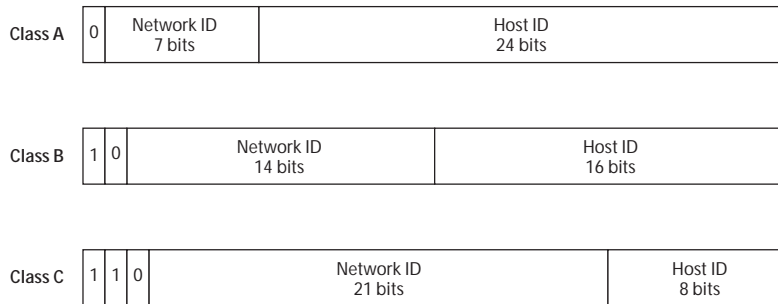 Class A
0
Network ID
7 bits
Host ID
24 bits
Class B
1 0
Network ID
14 bits
Host ID
16 bits
Class C
1 1 0
Network ID
21 bits
Host ID
8 bits